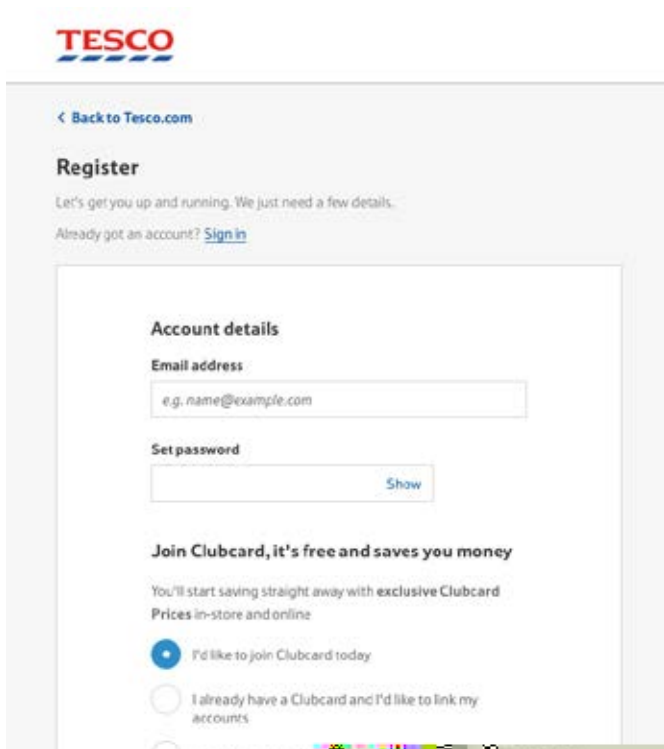 TESCO
< Back to Tesco.com
Register
Let's get you up and running. We just need a few details.
Already got an account? Sign in
Account details
Email address
e.g. name@example.com
Set password
Show
Join Clubcard, it's free and saves you money
You'll start saving straight away with exclusive Clubcard
Prices in-store and online
I'd like to join Clubcard today
I already have a Clubcard and I'd like to link my
accounts